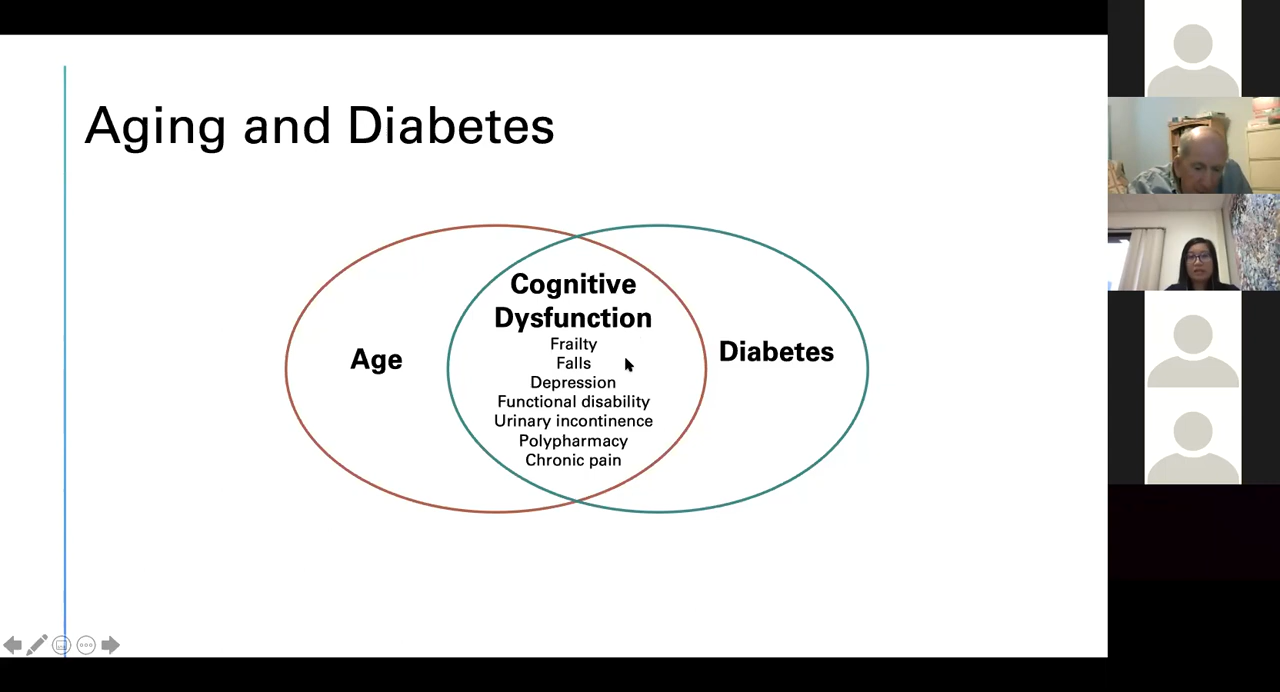 Aging and Diabetes
Cognitive
Dysfunction
Frailty
Falls
Depression
Functional disability
Urinary incontinence
Polypharmacy
Chronic pain
Age
Diabetes